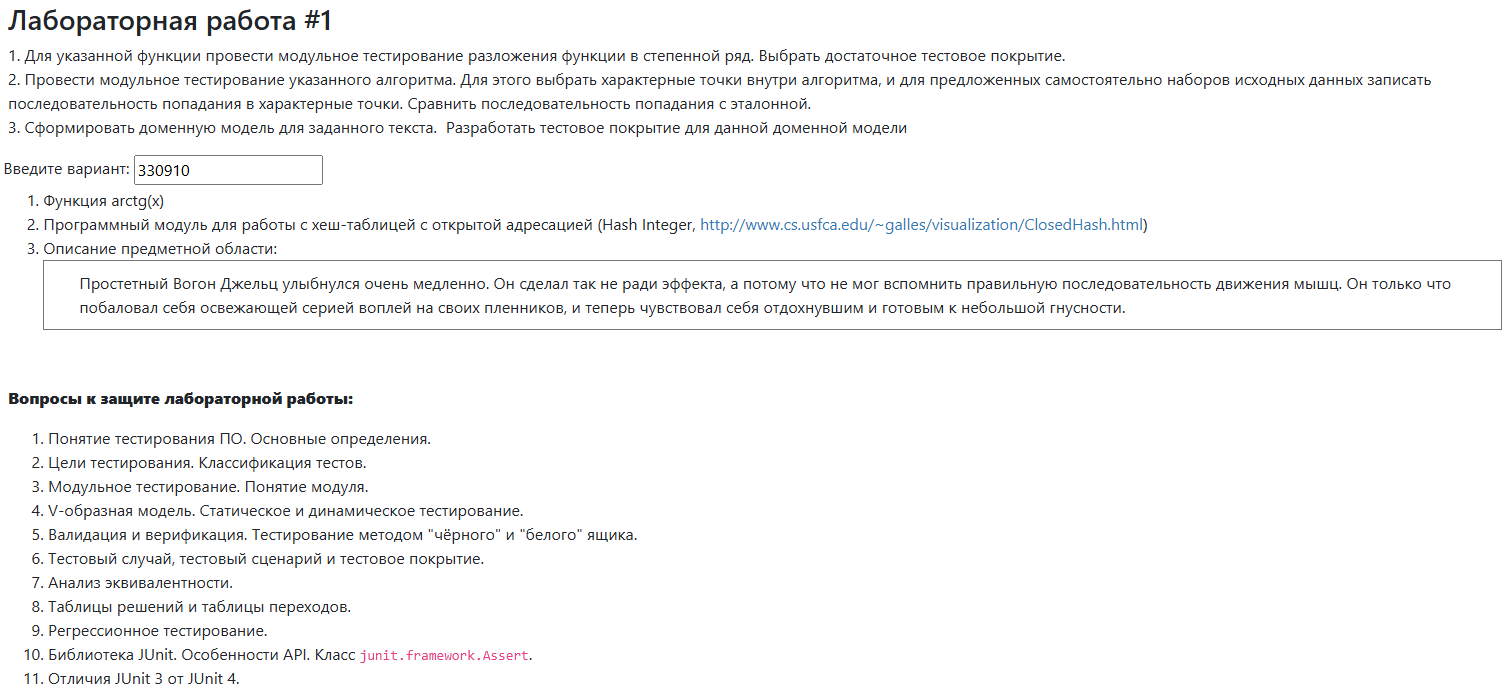 Лабораторная работа #1
1. Для указанной функции провести модульное тестирование разложения функции в степенной ряд. Выбрать достаточное тестовое покрытие.
2. Провести модульное тестирование указанного алгоритма. Для этого выбрать характерные точки внутри алгоритма, и для предложенных самостоятельно наборов исходных данных записать
последовательность попадания в характерные точки. Сравнить последовательность попадания с эталонной.
3. Сформировать доменную модель для заданного текста.  Разработать тестовое покрытие для данной доменной модели
Введите вариант: 330910
1. Функция arctg(x)
2. Программный модуль для работы с хеш-таблицей с открытой адресацией (Hash Integer, http://www.cs.usfca.edu/~galles/visualization/ClosedHash.html)
3. Описание предметной области:
Простетный Вогон Джельц улыбнулся очень медленно. Он сделал так не ради эффекта, а потому что не мог вспомнить правильную последовательность движения мышц. Он только что
побаловал себя освежающей серией воплей на своих пленников, и теперь чувствовал себя отдохнувшим и готовым к небольшой гнусности.
Вопросы к защите лабораторной работы:
1. Понятие тестирования ПО. Основные определения.
2. Цели тестирования. Классификация тестов.
3. Модульное тестирование. Понятие модуля.
4. V-образная модель. Статическое и динамическое тестирование.
5. Валидация и верификация. Тестирование методом "чёрного" и "белого" ящика.
6. Тестовый случай, тестовый сценарий и тестовое покрытие.
7. Анализ эквивалентности.
8. Таблицы решений и таблицы переходов.
9. Регрессионное тестирование.
10. Библиотека JUnit. Особенности API. Класс junit.framework.Assert.
11. Отличия JUnit 3 от JUnit 4.